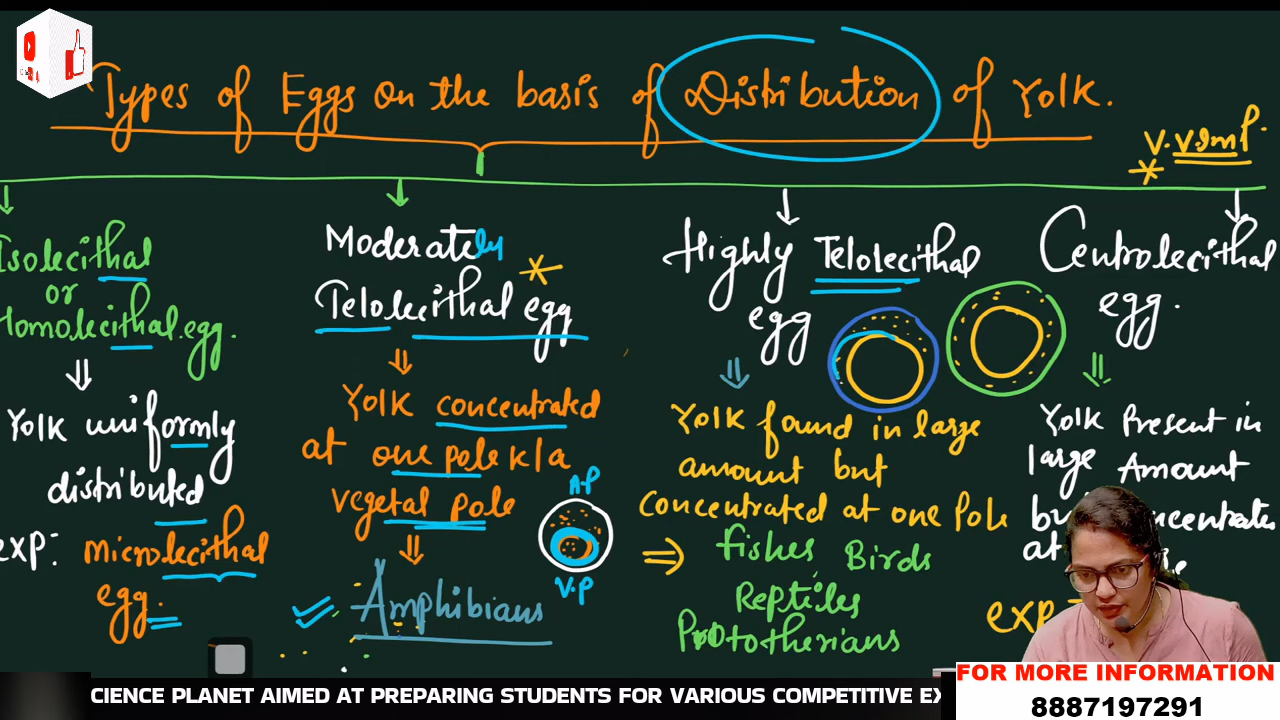 Types of Eggs on the basis of Distribution of Yolk.
V. V. Imp.
Isolecithal
or
Homolecithal egg.
Yolk uniformly
distributed
exp:
microlecithal
egg.
Moderately
Telolecithal egg
Yolk concentrated
at one pole k/a
vegetal pole
A.P
V.P
Amphibians
Highly Telolecithal
egg
Yolk found in large
amount but
concentrated at one Pole
fishes, Birds
Reptiles
Prototherians
Centrolecithal
egg.
Yolk Present in
large Amount
at
exp
CIENCE PLANET AIMED AT PREPARING STUDENTS FOR VARIOUS COMPETITIVE EX
FOR MORE INFORMATION
8887197291